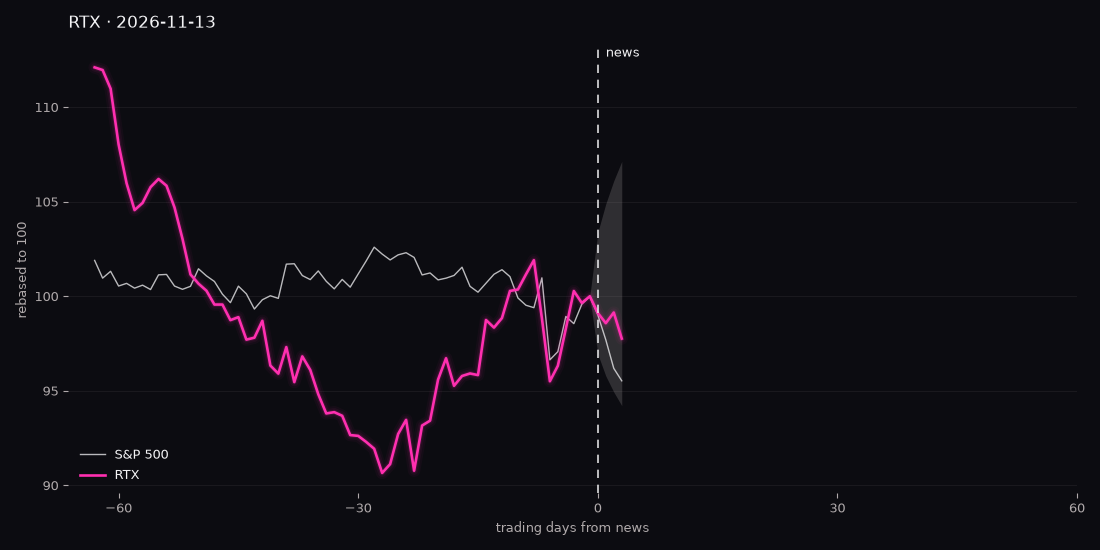 RTX · 2026-11-13
news
110
105
100
95
90
rebased to 100
S&P 500
RTX
−60
−30
0
30
60
trading days from news